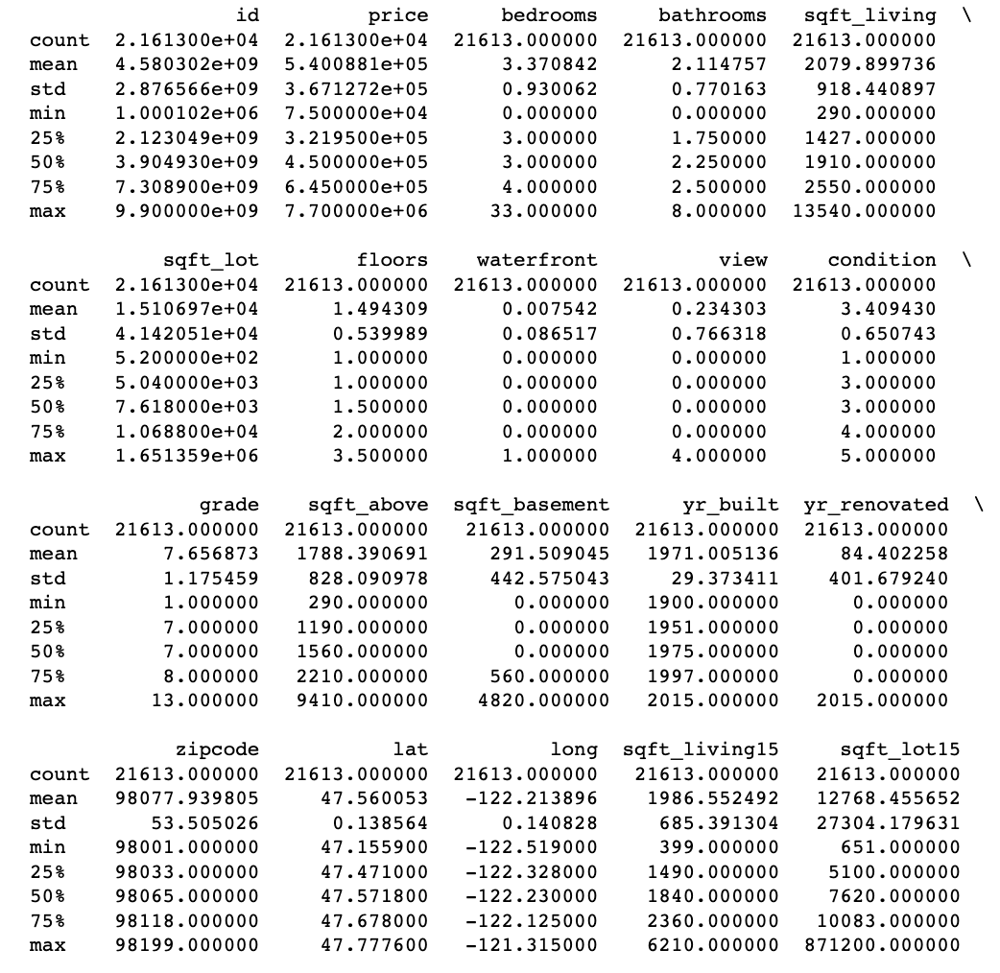 id price bedrooms bathrooms sqft_living \
count 2.161300e+04 2.161300e+04 21613.000000 21613.000000 21613.000000
mean 4.580302e+09 5.400881e+05 3.370842 2.114757 2079.899736
std 2.876566e+09 3.671272e+05 0.930062 0.770163 918.440897
min 1.000102e+06 7.500000e+04 0.000000 0.000000 290.000000
25% 2.123049e+09 3.219500e+05 3.000000 1.750000 1427.000000
50% 3.904930e+09 4.500000e+05 3.000000 2.250000 1910.000000
75% 7.308900e+09 6.450000e+05 4.000000 2.500000 2550.000000
max 9.900000e+09 7.700000e+06 33.000000 8.000000 13540.000000
sqft_lot floors waterfront view condition \
count 2.161300e+04 21613.000000 21613.000000 21613.000000 21613.000000
mean 1.510697e+04 1.494309 0.007542 0.234303 3.409430
std 4.142051e+04 0.539989 0.086517 0.766318 0.650743
min 5.200000e+02 1.000000 0.000000 0.000000 1.000000
25% 5.040000e+03 1.000000 0.000000 0.000000 3.000000
50% 7.618000e+03 1.500000 0.000000 0.000000 3.000000
75% 1.068800e+04 2.000000 0.000000 0.000000 4.000000
max 1.651359e+06 3.500000 1.000000 4.000000 5.000000
grade sqft_above sqft_basement yr_built yr_renovated \
count 21613.000000 21613.000000 21613.000000 21613.000000 21613.000000
mean 7.656873 1788.390691 291.509045 1971.005136 84.402258
std 1.175459 828.090978 442.575043 29.373411 401.679240
min 1.000000 290.000000 0.000000 1900.000000 0.000000
25% 7.000000 1190.000000 0.000000 1951.000000 0.000000
50% 7.000000 1560.000000 0.000000 1975.000000 0.000000
75% 8.000000 2210.000000 560.000000 1997.000000 0.000000
max 13.000000 9410.000000 4820.000000 2015.000000 2015.000000
zipcode lat long sqft_living15 sqft_lot15
count 21613.000000 21613.000000 21613.000000 21613.000000 21613.000000
mean 98077.939805 47.560053 -122.213896 1986.552492 12768.455652
std 53.505026 0.138564 0.140828 685.391304 27304.179631
min 98001.000000 47.155900 -122.519000 399.000000 651.000000
25% 98033.000000 47.471000 -122.328000 1490.000000 5100.000000
50% 98065.000000 47.571800 -122.230000 1840.000000 7620.000000
75% 98118.000000 47.678000 -122.125000 2360.000000 10083.000000
max 98199.000000 47.777600 -121.315000 6210.000000 871200.000000